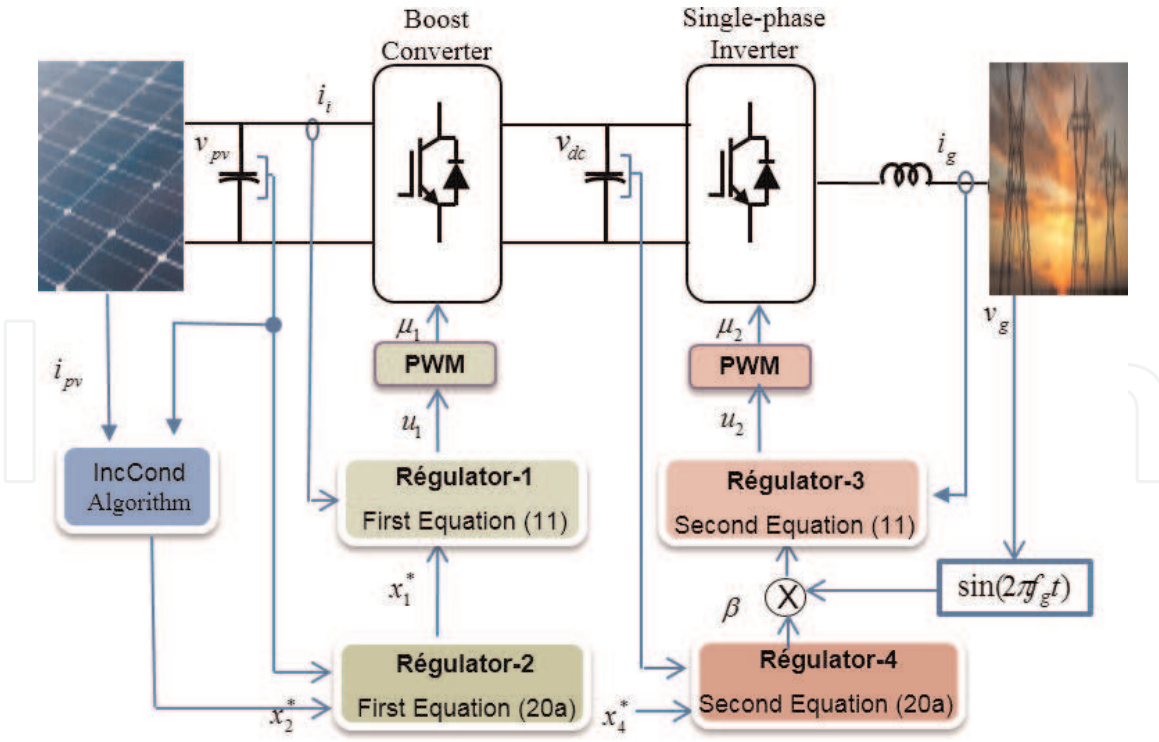 Boost
Converter
Single-phase
Inverter
i_i
v_pv
v_dc
i_g
μ_1
μ_2
v_g
PWM
PWM
i_pv
u_1
u_2
IncCond
Algorithm
Régulator-1
First Equation (11)
Régulator-3
Second Equation (11)
x_1^*
β
X
sin(2πf_g t)
Régulator-2
First Equation (20a)
Régulator-4
Second Equation (20a)
x_2^*
x_4^*